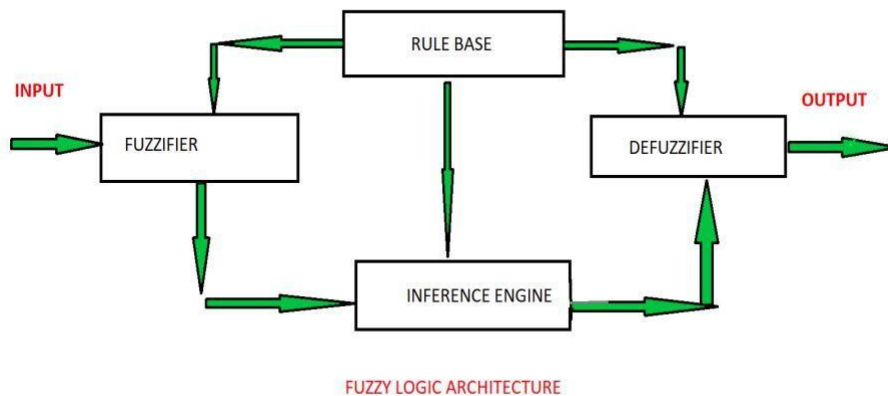 RULE BASE
INPUT
OUTPUT
FUZZIFIER
DEFUZZIFIER
INFERENCE ENGINE
FUZZY LOGIC ARCHITECTURE